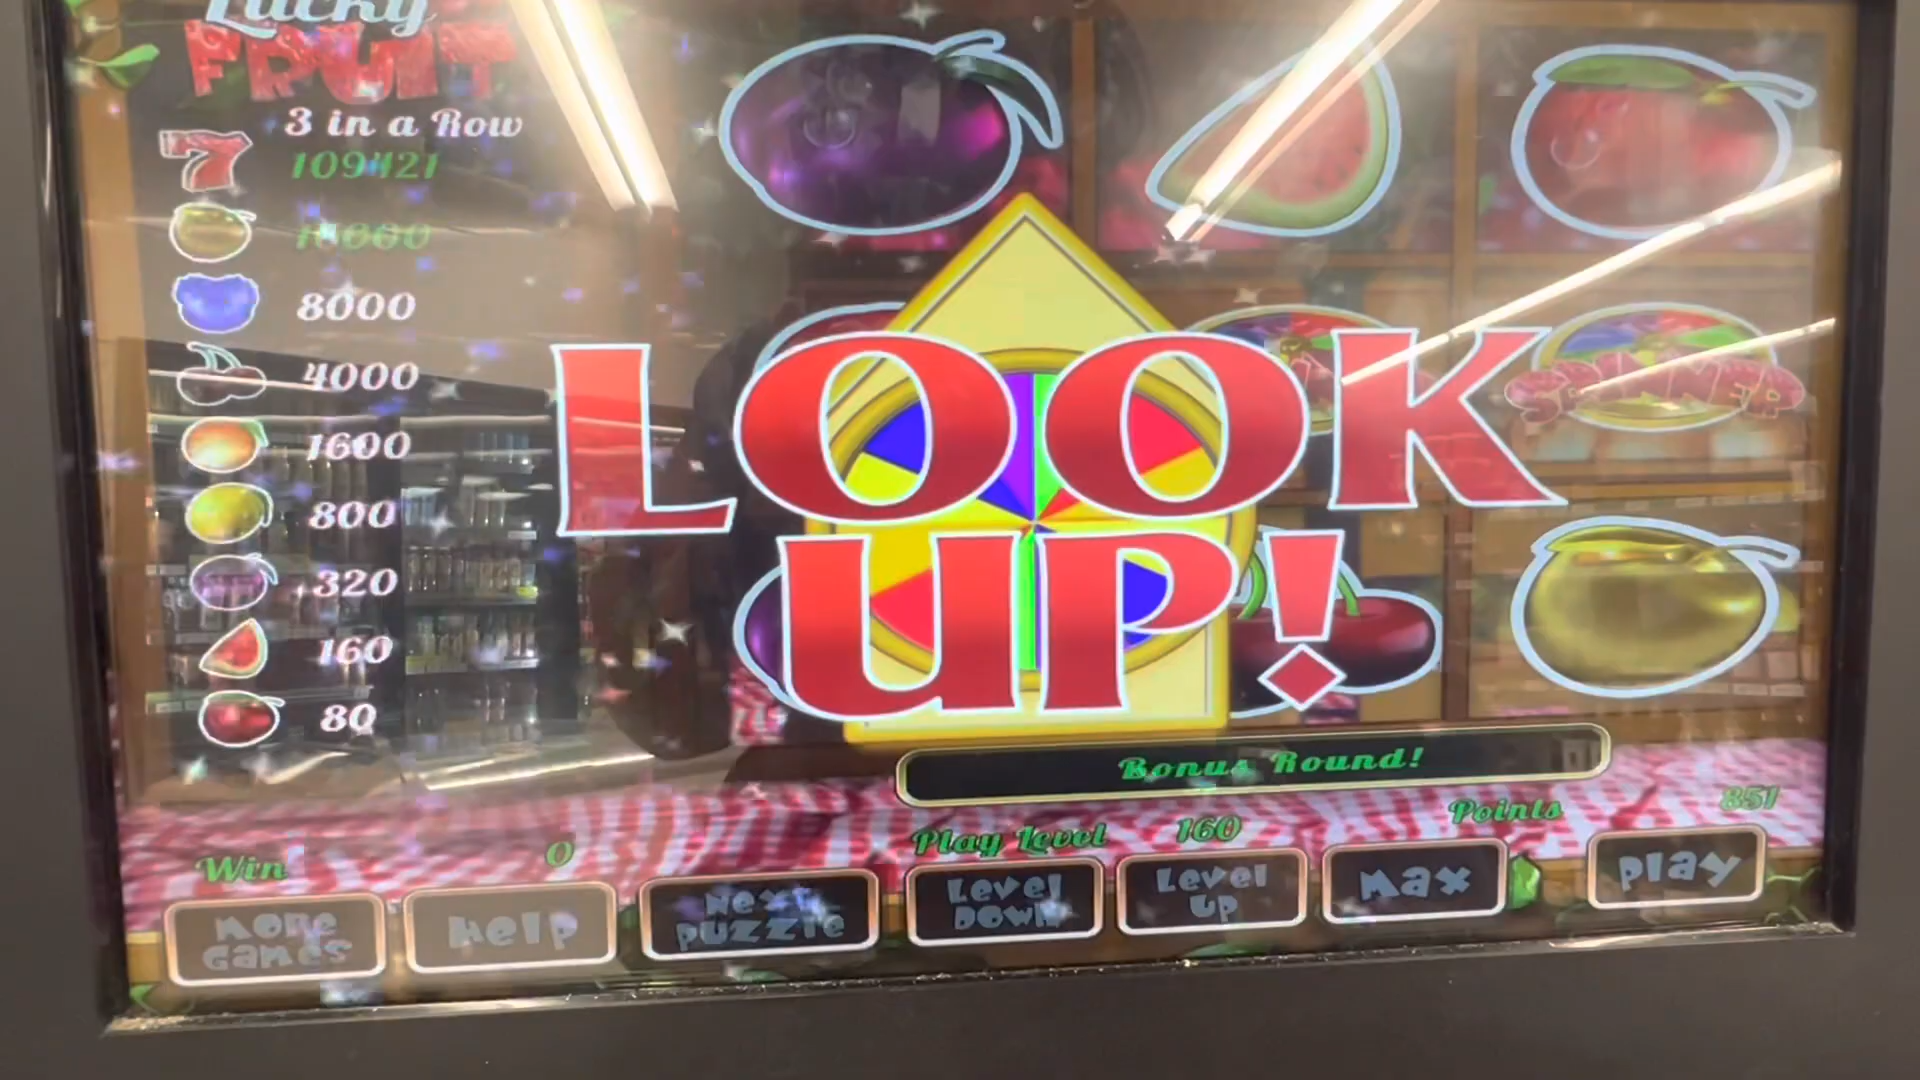 Lucky
FRUIT
3 in a Row
109421
8000
4000
1600
800
320
160
80
LOOK
UP!
SPINNER
Bonus Round!
Win 0
Play Level 160
Points 851
MORE GAMES
HELP
NEXT PUZZLE
LEVEL DOWN
LEVEL UP
MAX
PLAY